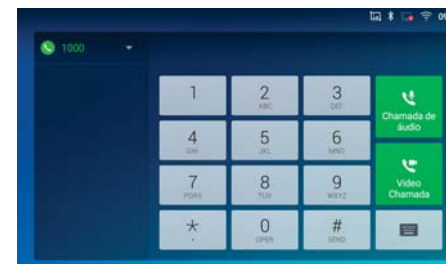 09
1000
1
2
ABC
3
DEF
Chamada de
áudio
4
GHI
5
JKL
6
MNO
7
PQRS
8
TUV
9
WXYZ
Vídeo
Chamada
*
0
OPER
#
SEND